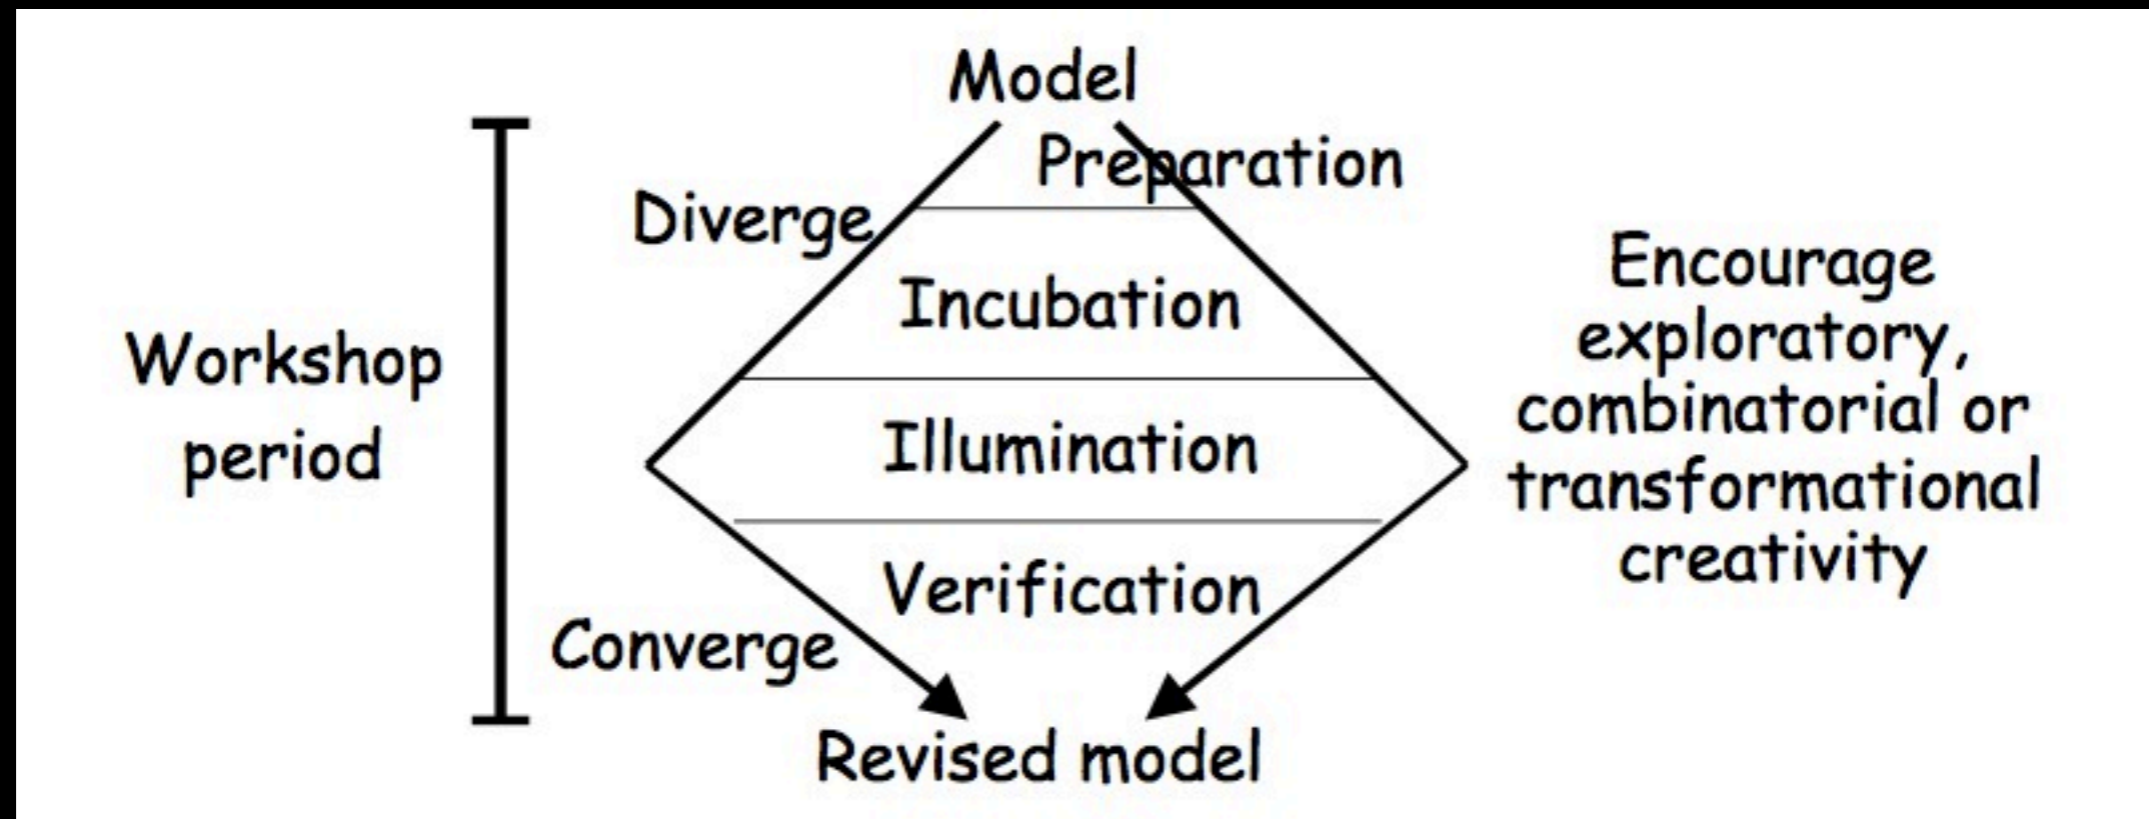 Model
Preparation
Diverge
Incubation
Workshop
period
Illumination
Verification
Converge
Revised model
Encourage
exploratory,
combinatorial or
transformational
creativity